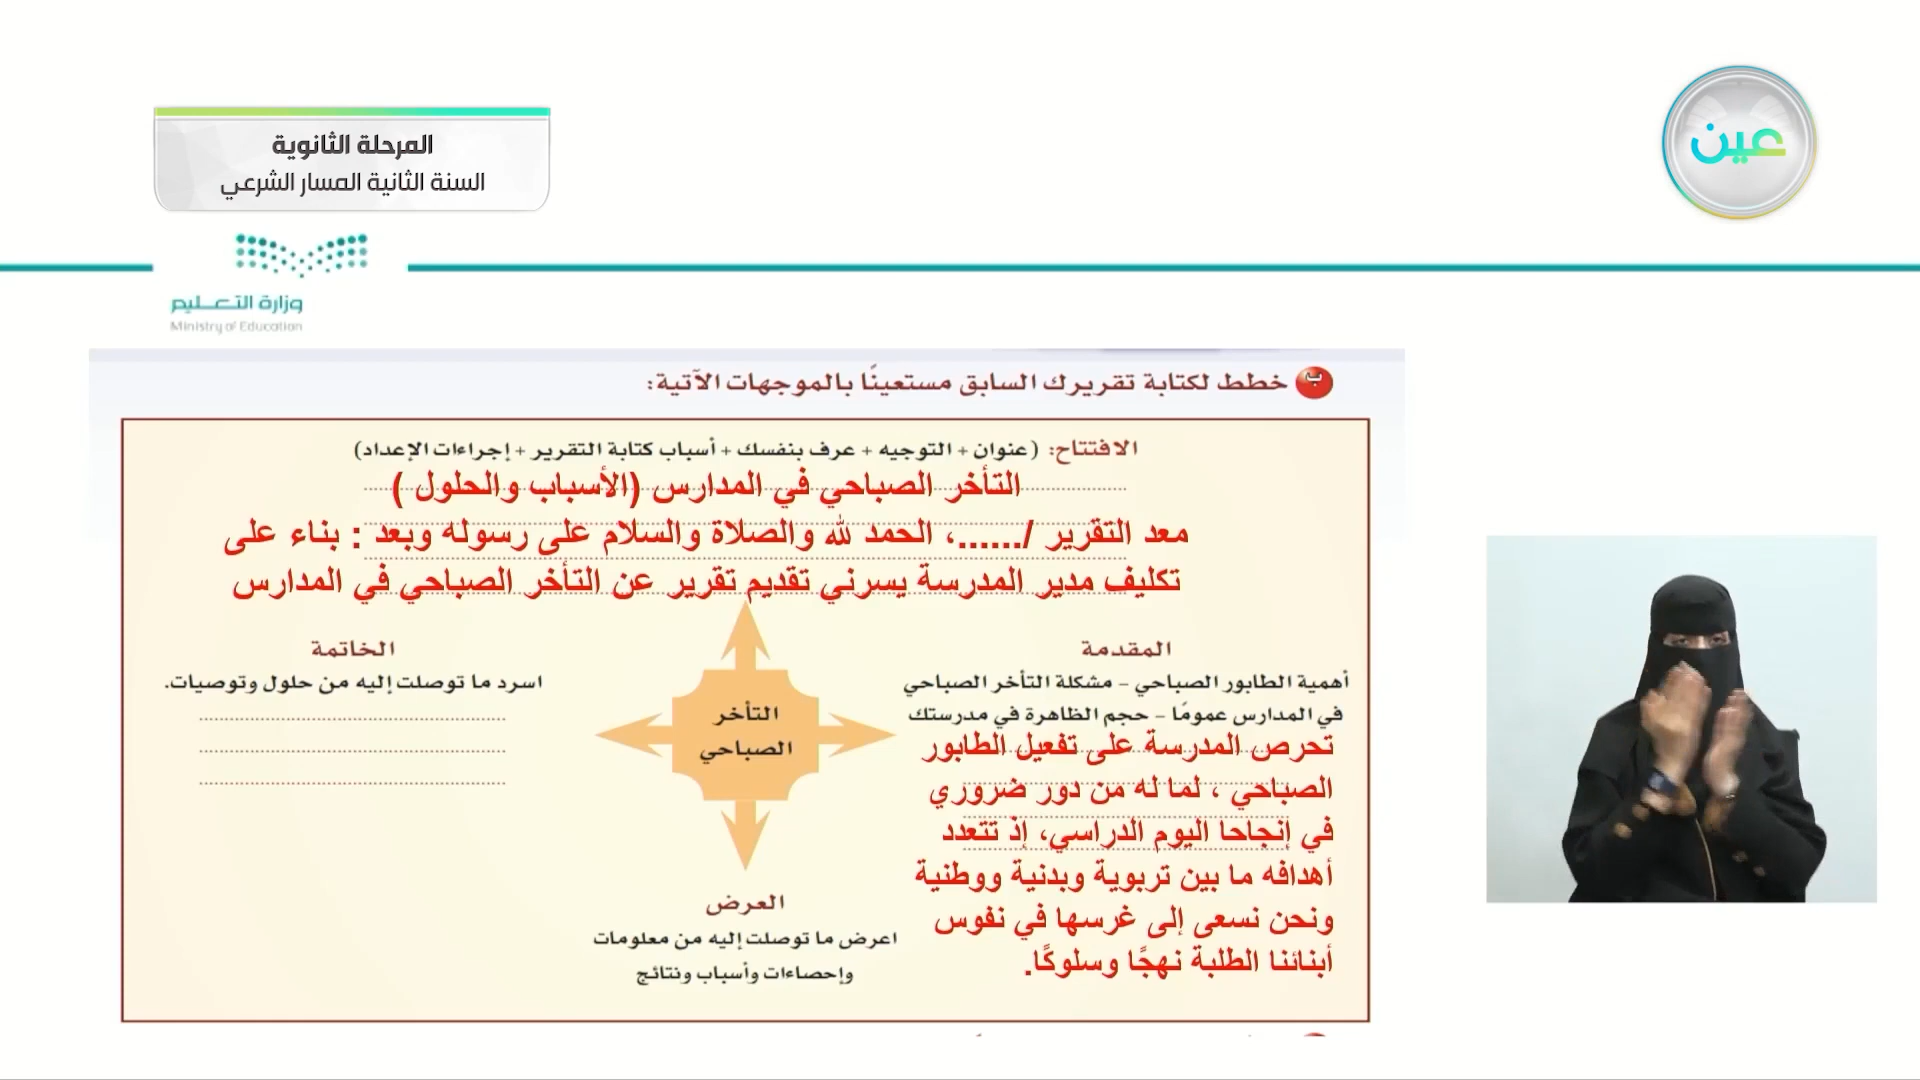 المرحلة الثانوية
السنة الثانية المسار الشرعي
عين
وزارة التعليم
Ministry of Education
ب خطط لكتابة تقريرك السابق مستعينًا بالموجهات الآتية:
الافتتاح: (عنوان + التوجيه + عرف بنفسك + أسباب كتابة التقرير + إجراءات الإعداد)
التأخر الصباحي في المدارس (الأسباب والحلول )
معد التقرير /......، الحمد لله والصلاة والسلام على رسوله وبعد : بناء على
تكليف مدير المدرسة يسرني تقديم تقرير عن التأخر الصباحي في المدارس
المقدمة
أهمية الطابور الصباحي - مشكلة التأخر الصباحي
في المدارس عمومًا - حجم الظاهرة في مدرستك
تحرص المدرسة على تفعيل الطابور
الصباحي ، لما له من دور ضروري
في إنجاحا اليوم الدراسي، إذ تتعدد
أهدافه ما بين تربوية وبدنية ووطنية
ونحن نسعى إلى غرسها في نفوس
أبنائنا الطلبة نهجًا وسلوكًا.
التأخر
الصباحي
الخاتمة
اسرد ما توصلت إليه من حلول وتوصيات.
العرض
اعرض ما توصلت إليه من معلومات
وإحصاءات وأسباب ونتائج